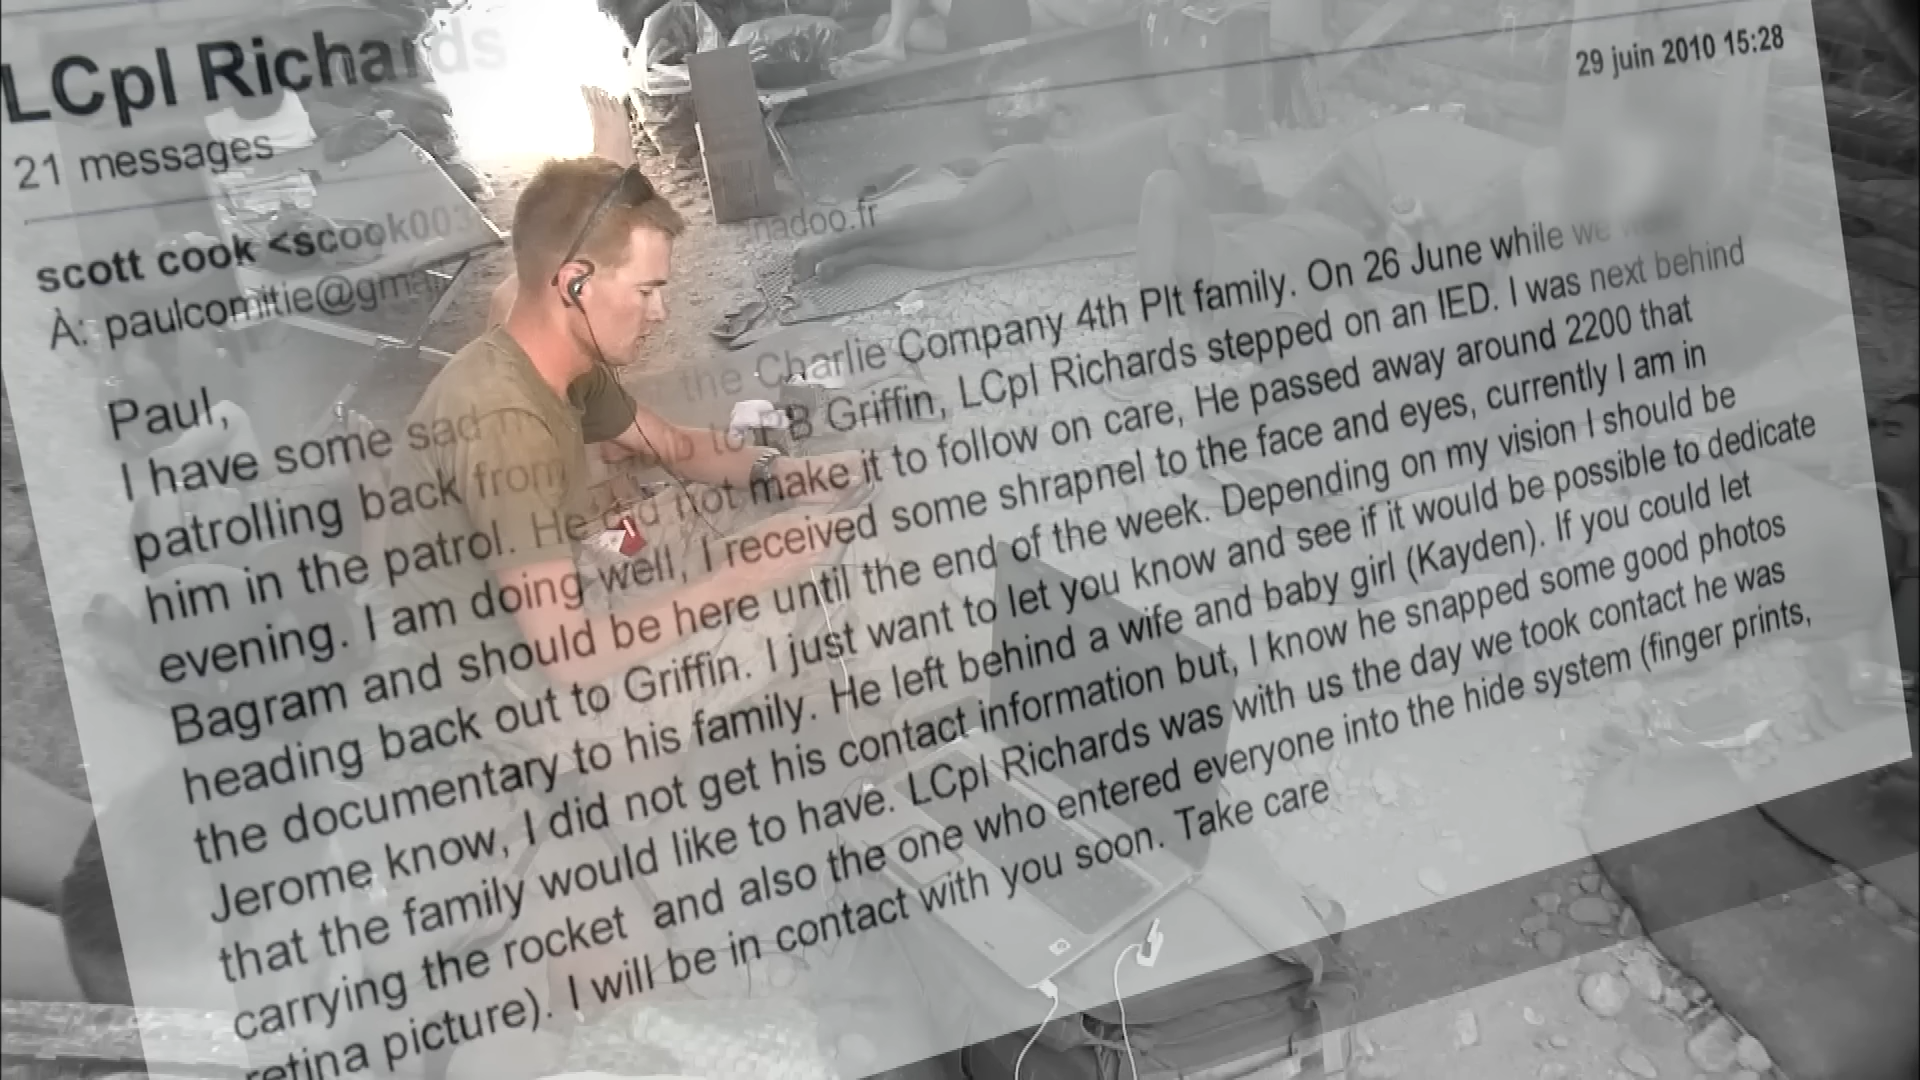 LCpl Richards
29 juin 2010 15:28
21 messages
scott cook <scook003
nadoo.fr
À: paulcomitie@gmai
Paul,
I have some sad the Charlie Company 4th Plt family. On 26 June while we
patrolling back from to PB Griffin, LCpl Richards stepped on an IED. I was next behind
him in the patrol. He did not make it to follow on care, He passed away around 2200 that
evening. I am doing well, I received some shrapnel to the face and eyes, currently I am in
Bagram and should be here until the end of the week. Depending on my vision I should be
heading back out to Griffin. I just want to let you know and see if it would be possible to dedicate
the documentary to his family. He left behind a wife and baby girl (Kayden). If you could let
Jerome know, I did not get his contact information but, I know he snapped some good photos
that the family would like to have. LCpl Richards was with us the day we took contact he was
carrying the rocket and also the one who entered everyone into the hide system (finger prints,
retina picture). I will be in contact with you soon. Take care